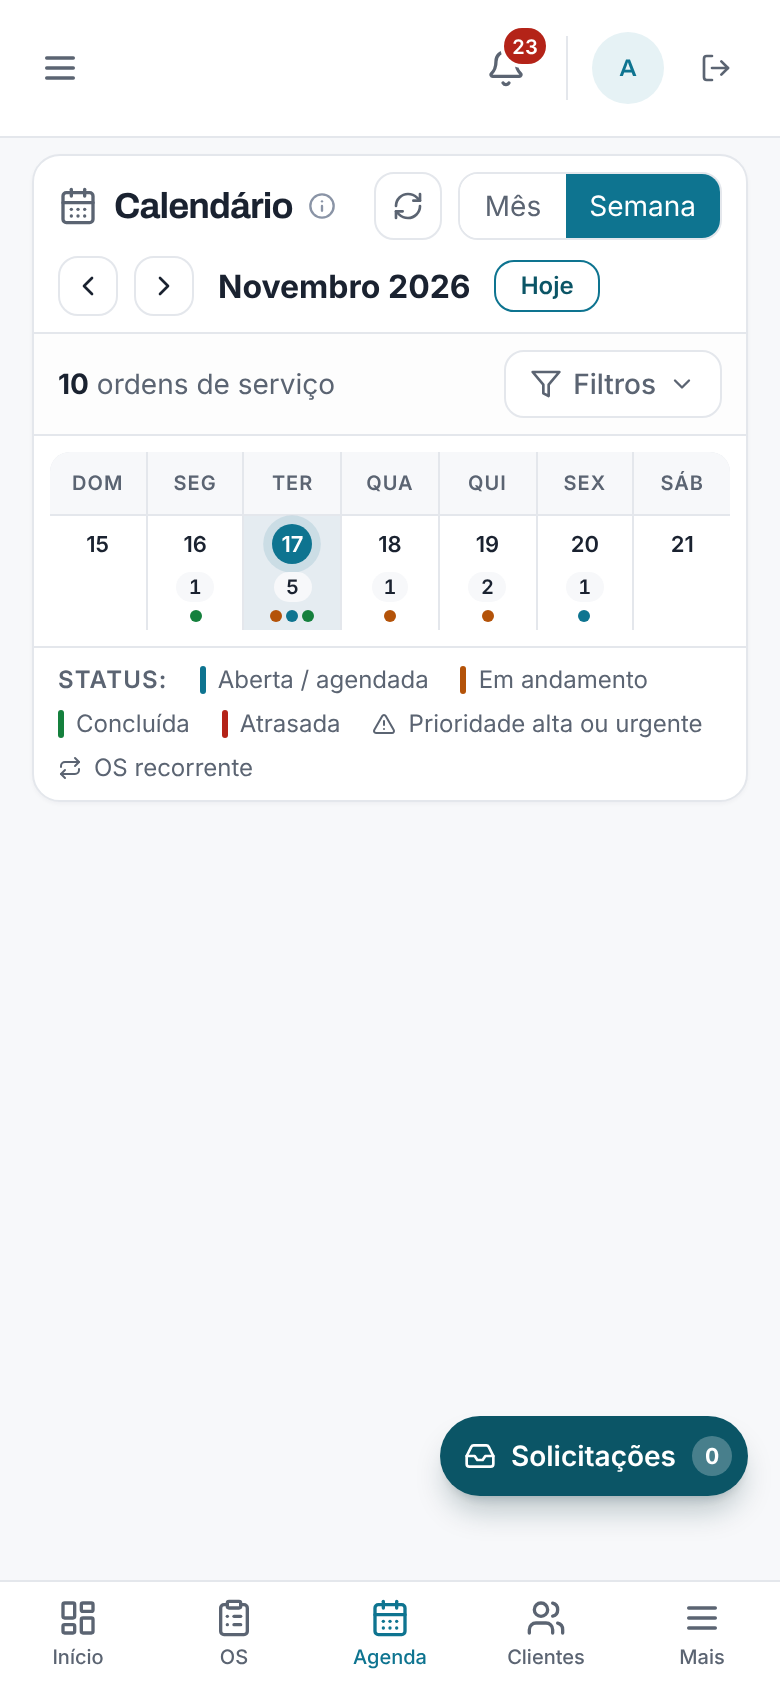 23
A
Calendário
Mês
Semana
Novembro 2026
Hoje
10 ordens de serviço
Filtros
DOM SEG TER QUA QUI SEX SÁB
15 16 17 18 19 20 21
1 5 1 2 1
STATUS: Aberta / agendada Em andamento
Concluída Atrasada Prioridade alta ou urgente
OS recorrente
Solicitações 0
Início OS Agenda Clientes Mais